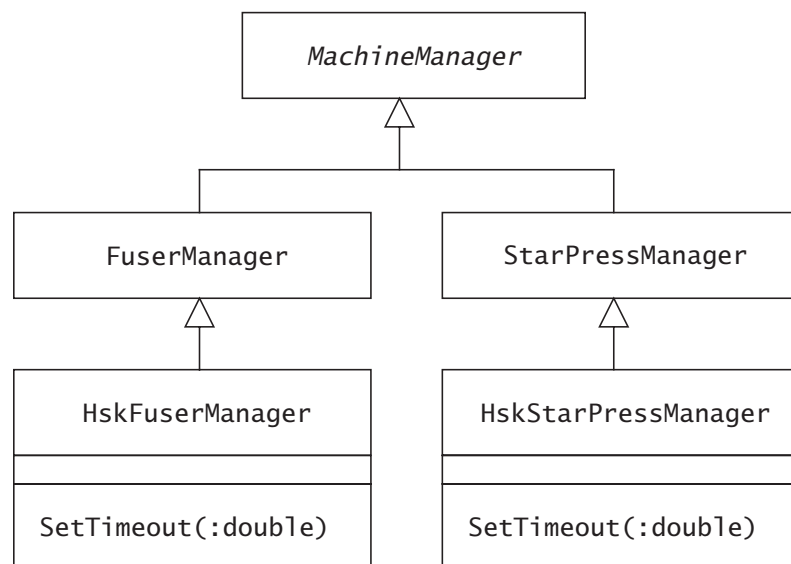 MachineManager
FuserManager
StarPressManager
HskFuserManager
HskStarPressManager
SetTimeout(:double)
SetTimeout(:double)